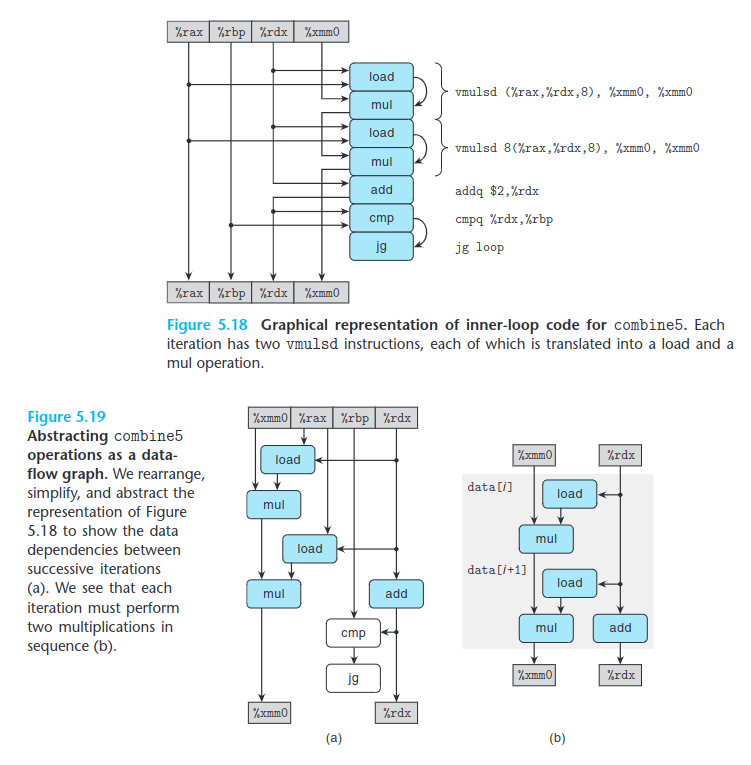 %rax %rbp %rdx %xmm0
load
vmulsd (%rax,%rdx,8), %xmm0, %xmm0
mul
load
vmulsd 8(%rax,%rdx,8), %xmm0, %xmm0
mul
add addq $2,%rdx
cmp cmpq %rdx,%rbp
jg jg loop
%rax %rbp %rdx %xmm0
Figure 5.18 Graphical representation of inner-loop code for combine5. Each
iteration has two vmulsd instructions, each of which is translated into a load and a
mul operation.
Figure 5.19
Abstracting combine5
operations as a data-
flow graph. We rearrange,
simplify, and abstract the
representation of Figure
5.18 to show the data
dependencies between
successive iterations
(a). We see that each
iteration must perform
two multiplications in
sequence (b).
%xmm0 %rax %rbp %rdx
load
mul
load
mul add
cmp
jg
%xmm0 %rdx
(a)
%xmm0 %rdx
data[i] load
mul
data[i+1] load
mul add
%xmm0 %rdx
(b)